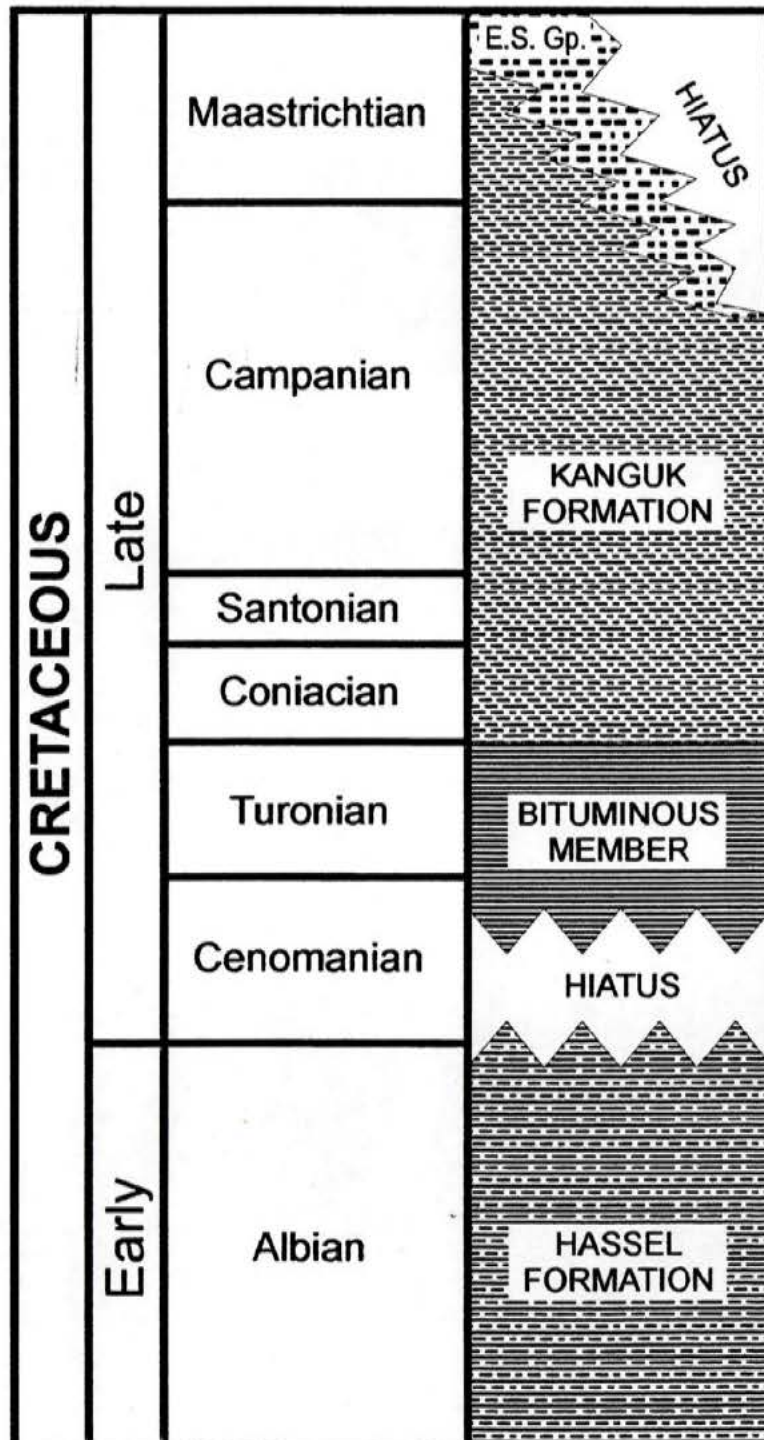 CRETACEOUS
Late
Early
Maastrichtian
Campanian
Santonian
Coniacian
Turonian
Cenomanian
Albian
E.S. Gp.
HIATUS
KANGUK
FORMATION
BITUMINOUS
MEMBER
HIATUS
HASSEL
FORMATION